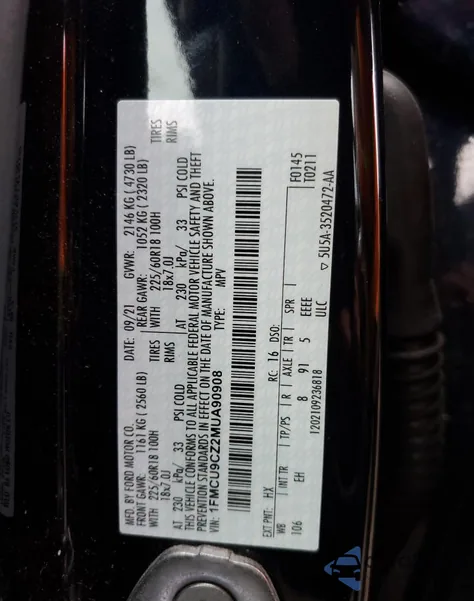 MFD. BY FORD MOTOR CO.
DATE: 09/21 GVWR: 2146 KG ( 4730 LB)
FRONT GAWR: 1161 KG ( 2560 LB) REAR GAWR: 1052 KG ( 2320 LB)
WITH 225/60R18 100H TIRES WITH 225/60R18 100H TIRES
18x7.0J RIMS 18x7.0J RIMS
AT 230 kPa/ 33 PSI COLD AT 230 kPa/ 33 PSI COLD
THIS VEHICLE CONFORMS TO ALL APPLICABLE FEDERAL MOTOR VEHICLE SAFETY AND THEFT
PREVENTION STANDARDS IN EFFECT ON THE DATE OF MANUFACTURE SHOWN ABOVE.
VIN: 1FMCU9CZ2MUA90908 TYPE: MPV
F0145
T0211
EXT PNT: HX RC: 16 DSO:
WB INT TR TP/PS R AXLE TR SPR
106 EH 8 91 5 EEEE
1202109236818 ULC
▽ 5U5A-3520472-AA